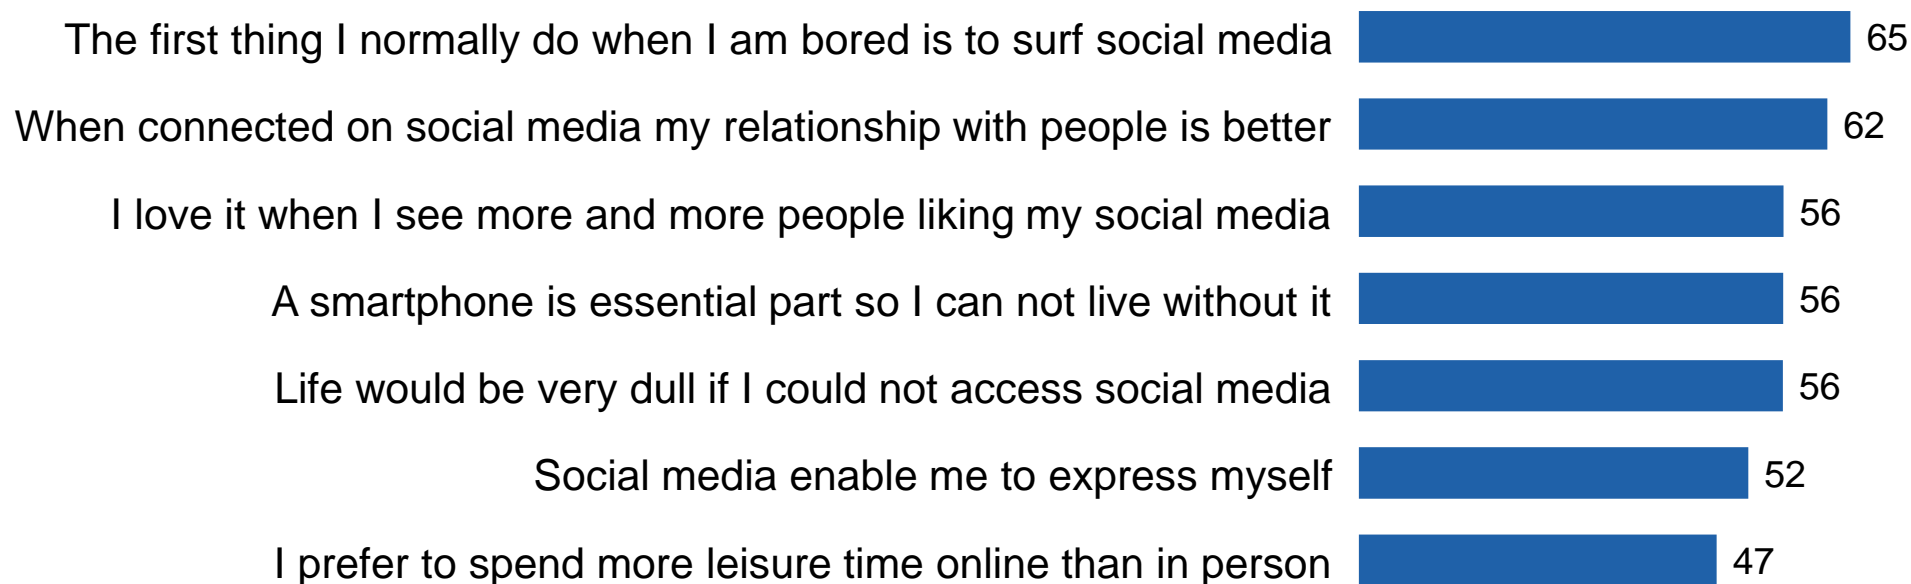 The first thing I normally do when I am bored is to surf social media 65
When connected on social media my relationship with people is better 62
I love it when I see more and more people liking my social media 56
A smartphone is essential part so I can not live without it 56
Life would be very dull if I could not access social media 56
Social media enable me to express myself 52
I prefer to spend more leisure time online than in person 47